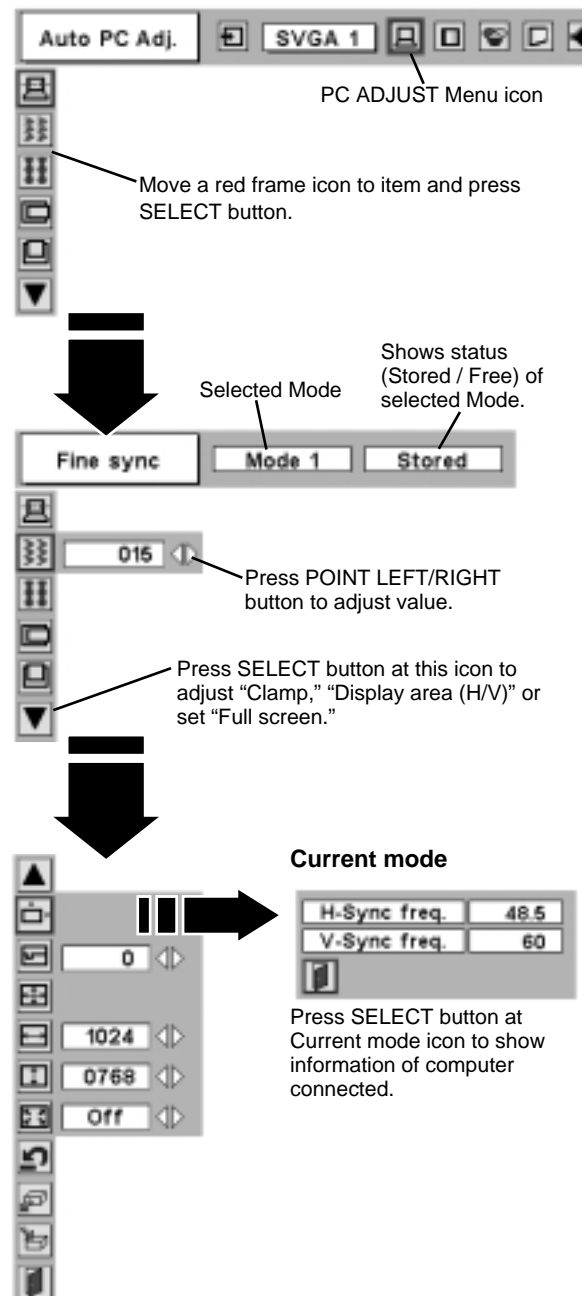 Auto PC Adj. SVGA 1
PC ADJUST Menu icon
Move a red frame icon to item and press
SELECT button.
Selected Mode
Shows status
(Stored / Free) of
selected Mode.
Fine sync Mode 1 Stored
015
Press POINT LEFT/RIGHT
button to adjust value.
Press SELECT button at this icon to
adjust “Clamp,” “Display area (H/V)” or
set “Full screen.”
Current mode
H-Sync freq. 48.5
V-Sync freq. 60
0
1024
0768
Off
Press SELECT button at
Current mode icon to show
information of computer
connected.